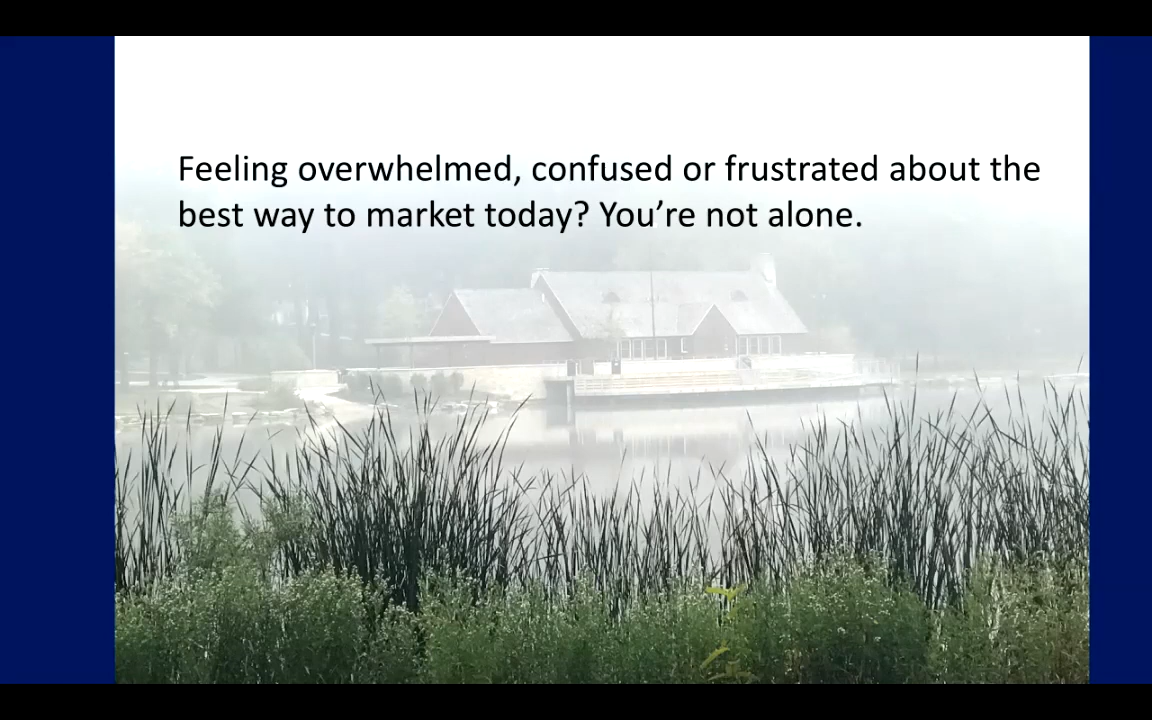 Feeling overwhelmed, confused or frustrated about the
best way to market today? You’re not alone.